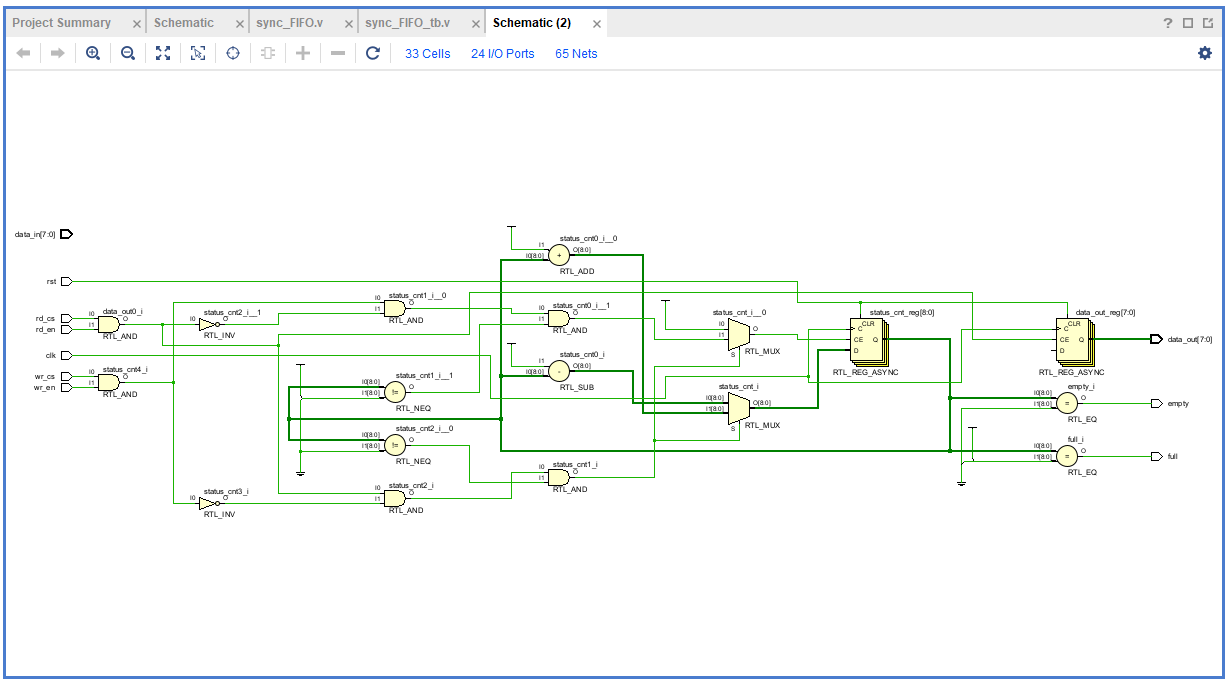 Project Summary × Schematic × sync_FIFO.v × sync_FIFO_tb.v × Schematic (2) × ?
33 Cells 24 I/O Ports 65 Nets
data_in[7:0]
rst
rd_cs
rd_en
clk
wr_cs
wr_en
I0
I1
data_out0_i
O
RTL_AND
I0
I1
status_cnt4_i
O
RTL_AND
I0
status_cnt2_i__1
O
RTL_INV
I0
status_cnt3_i
O
RTL_INV
I0
I1
status_cnt1_i__0
O
RTL_AND
I0[8:0]
I1[8:0]
status_cnt1_i__1
!=
O
RTL_NEQ
I0[8:0]
I1[8:0]
status_cnt2_i__0
!=
O
RTL_NEQ
I0
I1
status_cnt2_i
O
RTL_AND
I1
I0[8:0]
status_cnt0_i__0
+
O[8:0]
RTL_ADD
I0
I1
status_cnt0_i__1
O
RTL_AND
I1
I0[8:0]
status_cnt0_i
-
O[8:0]
RTL_SUB
I0
I1
status_cnt1_i
O
RTL_AND
status_cnt_i__0
I0
I1
O
S
RTL_MUX
status_cnt_i
I0[8:0]
I1[8:0]
O[8:0]
S
RTL_MUX
status_cnt_reg[8:0]
CLR
C
CE Q
D
RTL_REG_ASYNC
data_out_reg[7:0]
CLR
C
CE Q
D
RTL_REG_ASYNC
empty_i
I0[8:0]
I1[8:0]
=
O
RTL_EQ
full_i
I0[8:0]
I1[8:0]
=
O
RTL_EQ
data_out[7:0]
empty
full